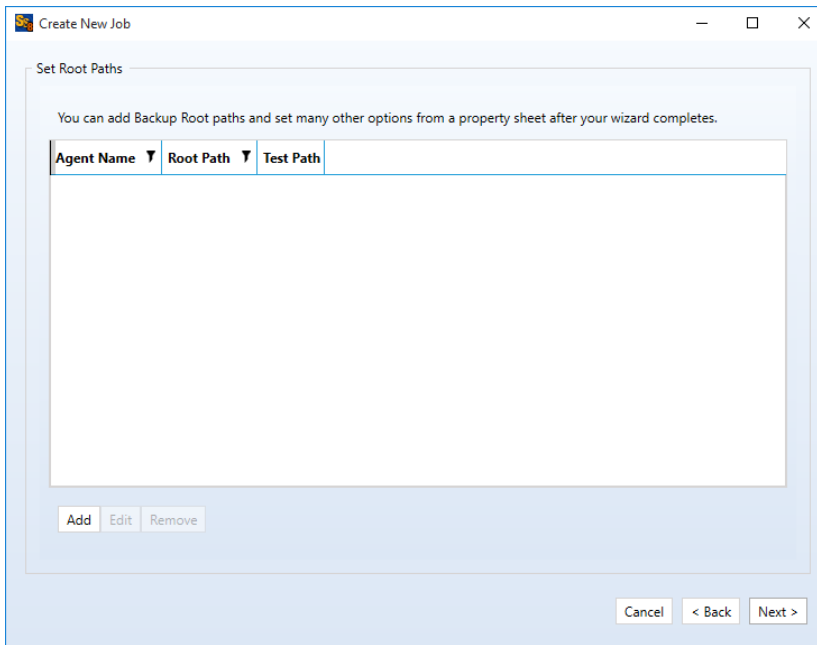 Create New Job
Set Root Paths
You can add Backup Root paths and set many other options from a property sheet after your wizard completes.
Agent Name Root Path Test Path
Add Edit Remove
Cancel < Back Next >